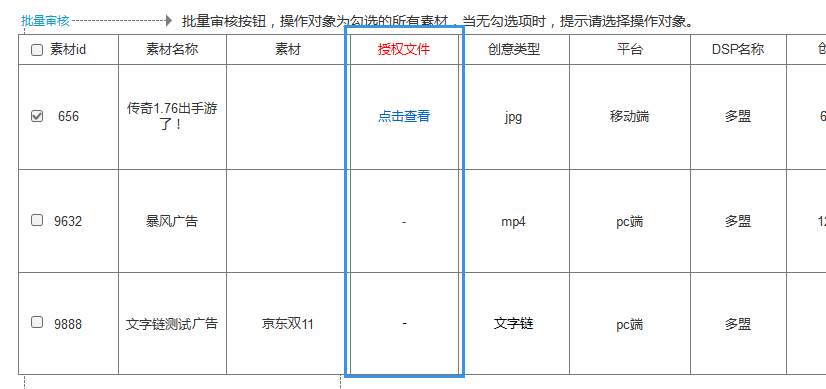 批量审核 批量审核按钮，操作对象为勾选的所有素材，当无勾选项时，提示请选择操作对象。
素材id 素材名称 素材 授权文件 创意类型 平台 DSP名称
656 传奇1.76出手游了！ 点击查看 jpg 移动端 多盟
9632 暴风广告 - mp4 pc端 多盟
9888 文字链测试广告 京东双11 - 文字链 pc端 多盟